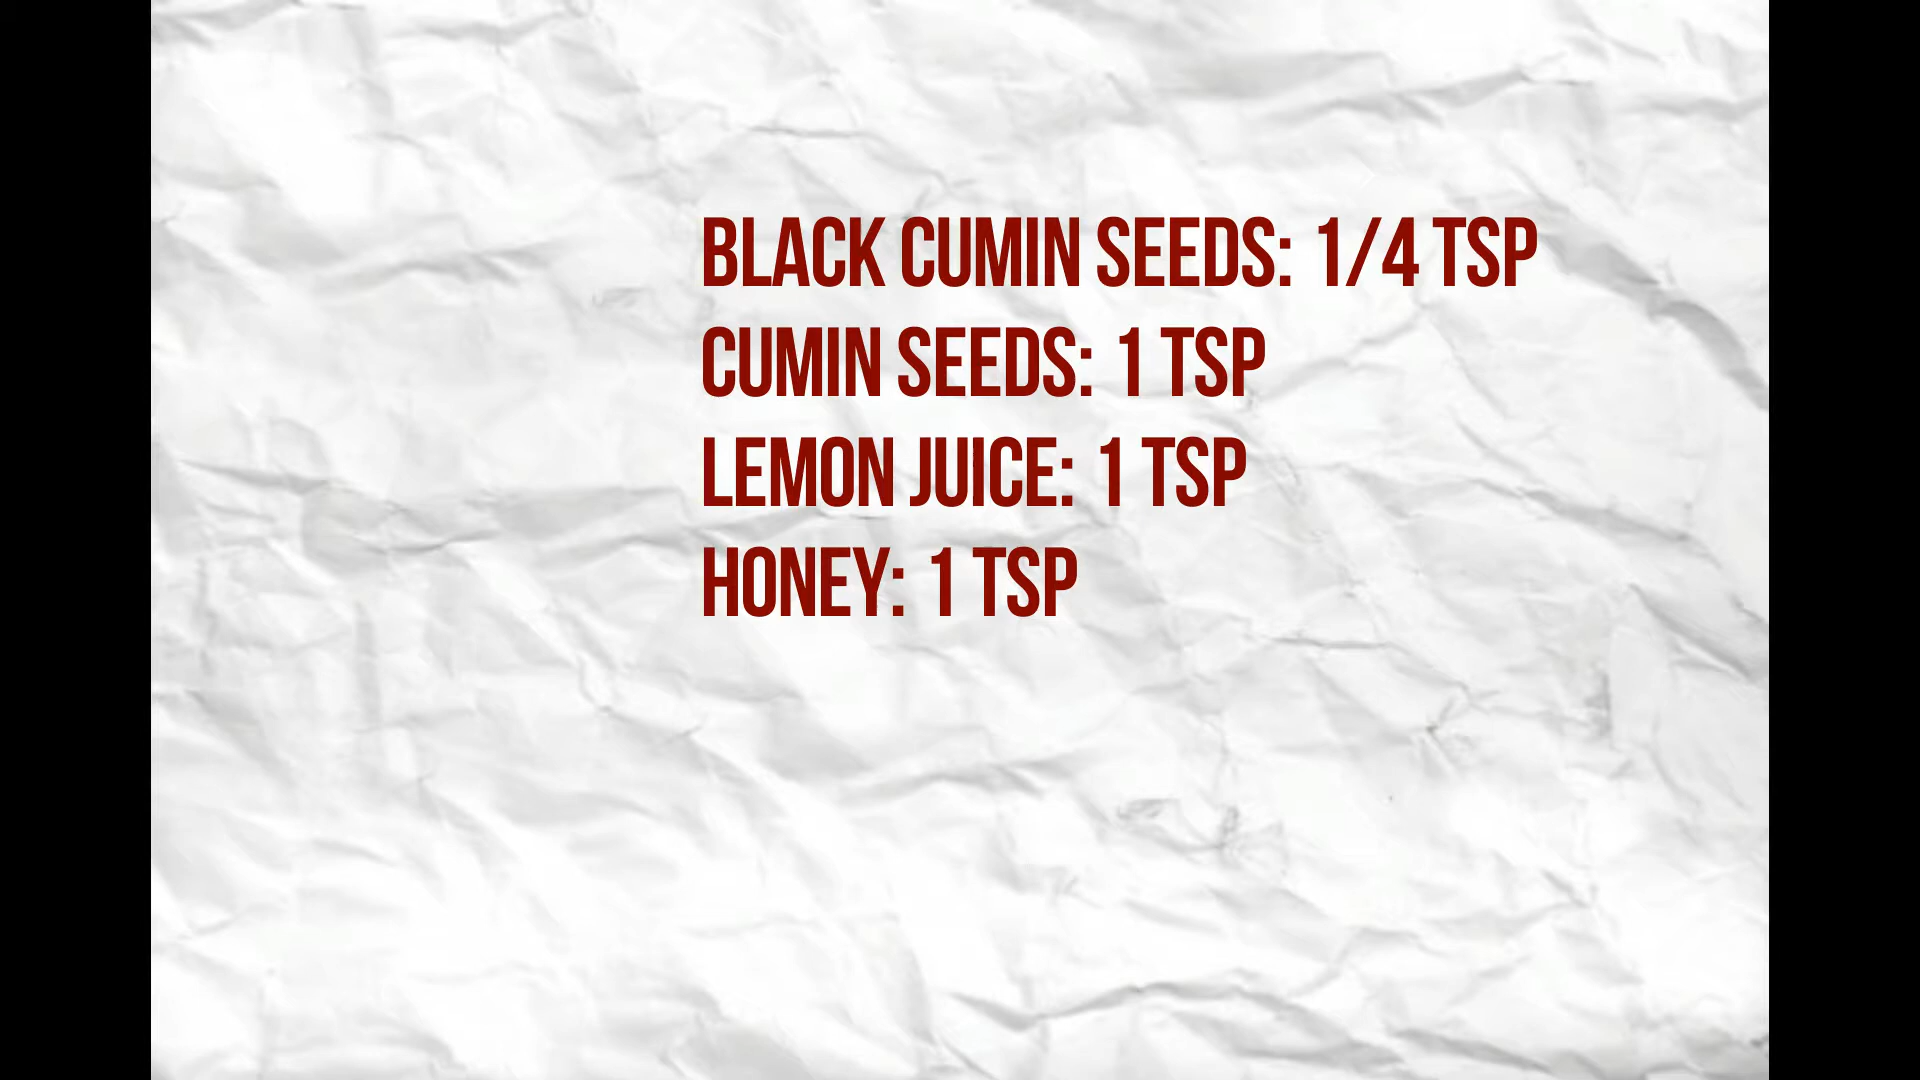 BLACK CUMIN SEEDS: 1/4 TSP
CUMIN SEEDS: 1 TSP
LEMON JUICE: 1 TSP
HONEY: 1 TSP